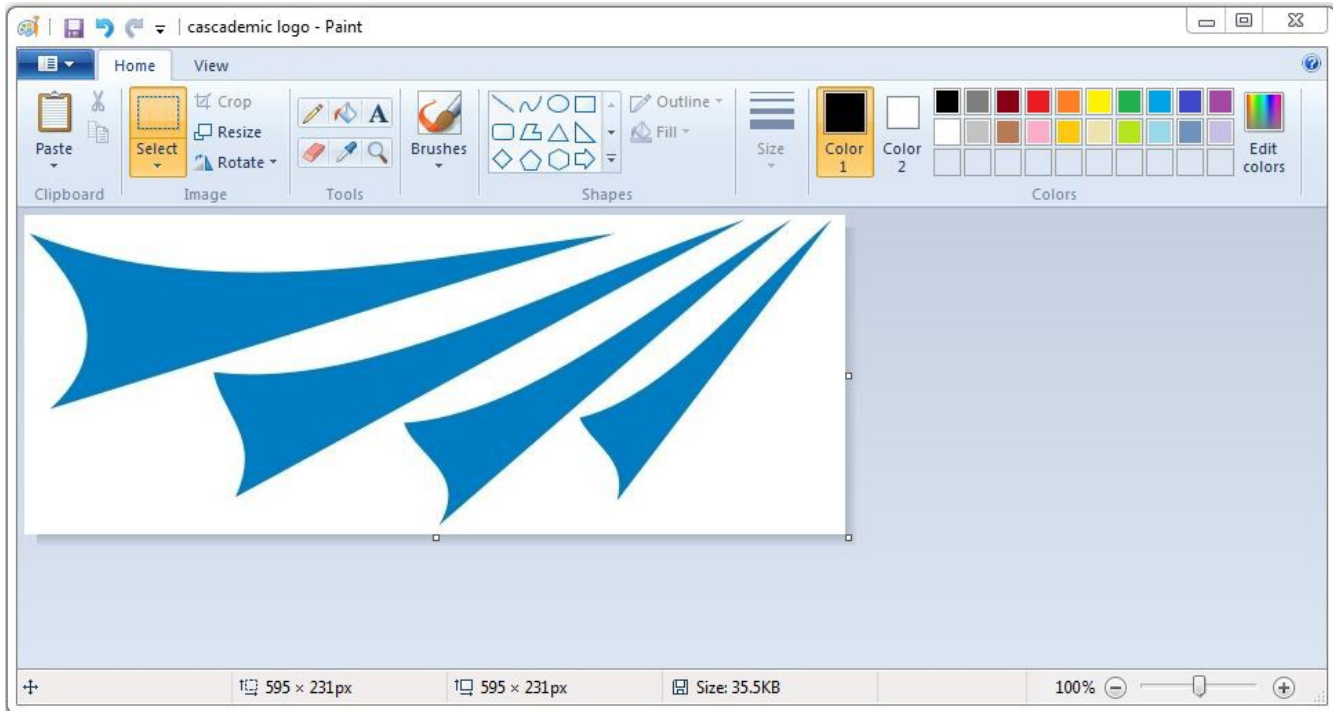 cascademic logo - Paint
Home View
Paste
Clipboard
Select
Crop
Resize
Rotate
Image
A
Tools
Brushes
Outline
Fill
Shapes
Size
Color
1
Color
2
Edit
colors
Colors
595 × 231px
595 × 231px
Size: 35.5KB
100%